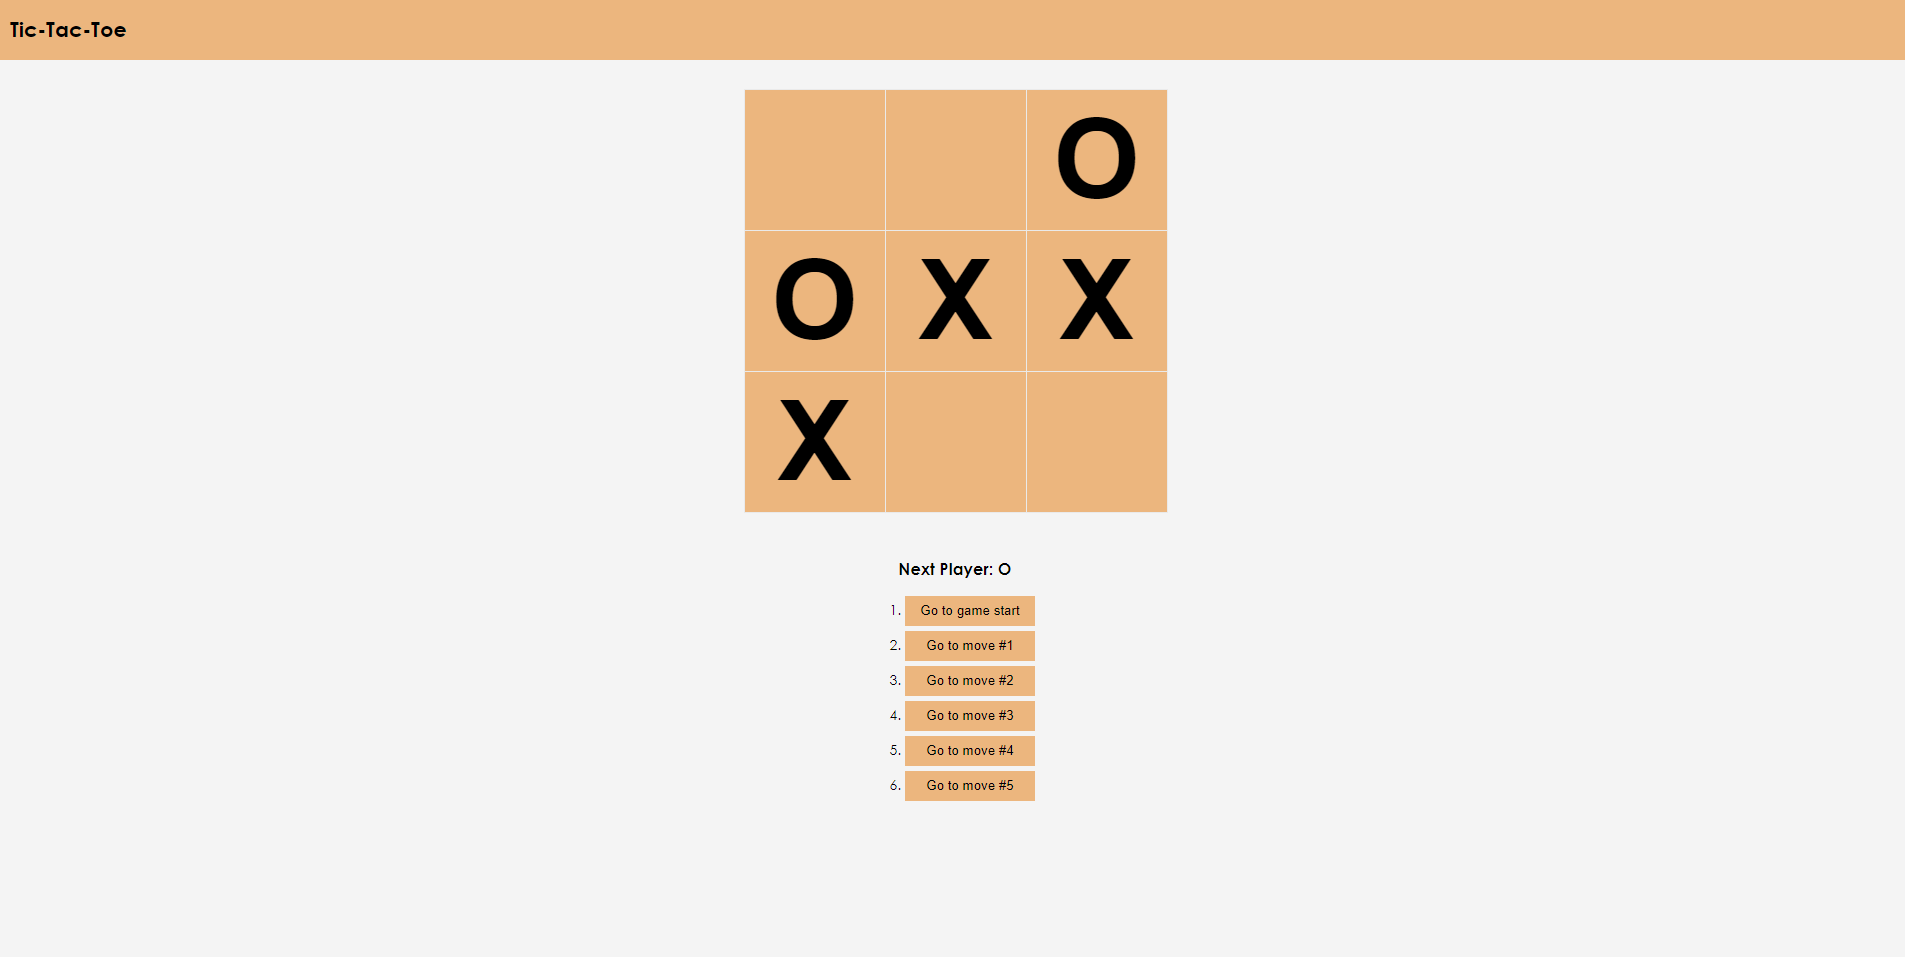 Tic-Tac-Toe
O
O X X
X
Next Player: O
1. Go to game start
2. Go to move #1
3. Go to move #2
4. Go to move #3
5. Go to move #4
6. Go to move #5